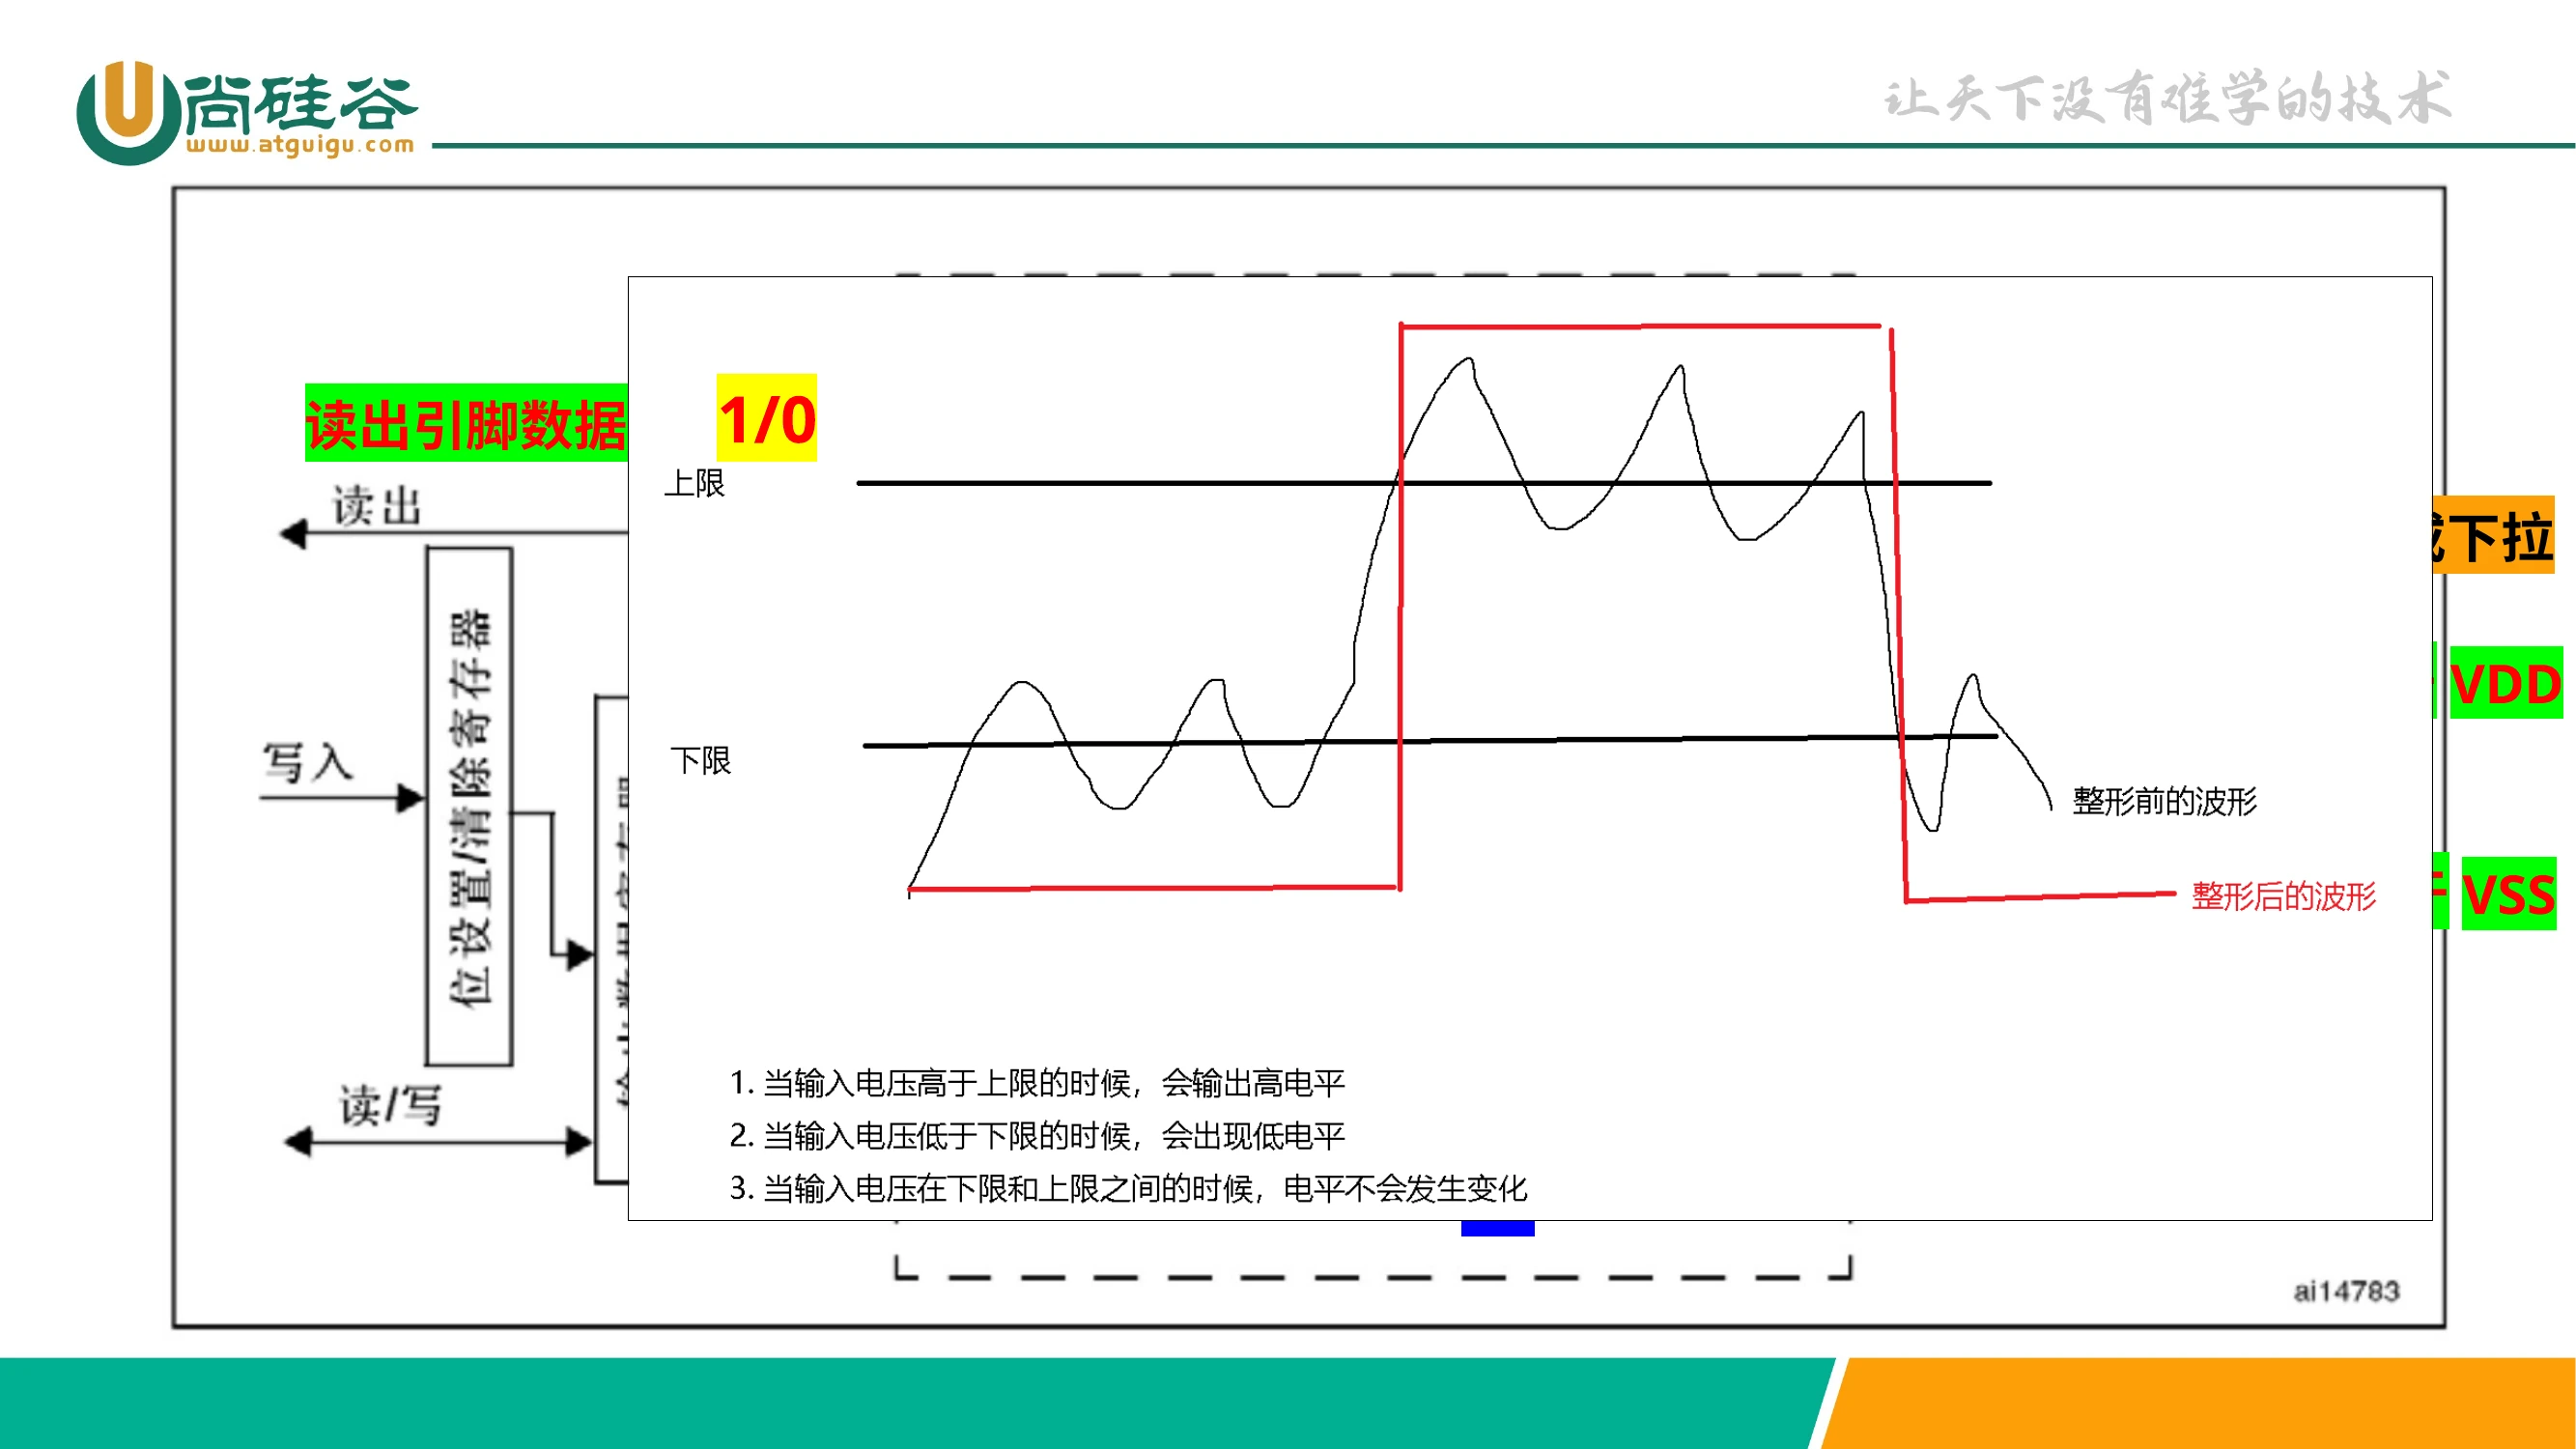 尚硅谷
www.atguigu.com
让天下没有难学的技术
读出引脚数据
1/0
上限
读出
下拉
位设置/清除寄存器
VDD
写入
下限
整形前的波形
VSS
整形后的波形
读/写
1. 当输入电压高于上限的时候，会输出高电平
2. 当输入电压低于下限的时候，会出现低电平
3. 当输入电压在下限和上限之间的时候，电平不会发生变化
ai14783